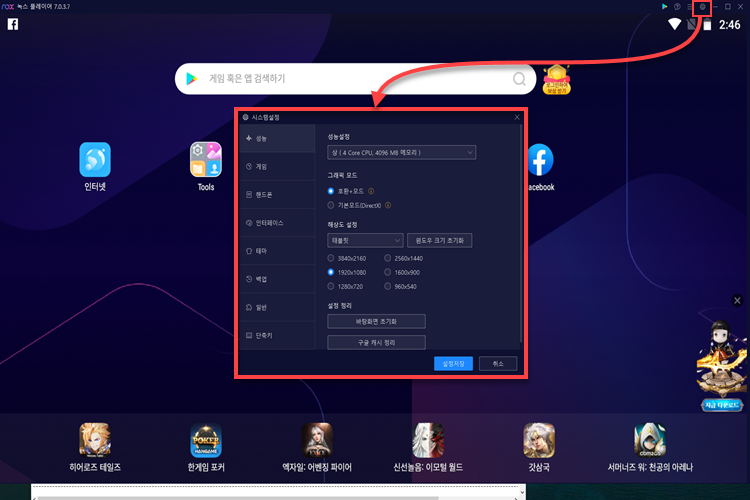 nox 녹스 플레이어 7.0.3.7
2:46
게임 혹은 앱 검색하기
시스템설정
성능
게임
핸드폰
인터페이스
테마
백업
일반
단축키
성능설정
상 ( 4 Core CPU, 4096 MB 메모리 )
그래픽 모드
호환+모드
기본모드(DirectX)
해상도 설정
태블릿
윈도우 크기 초기화
3840x2160
2560x1440
1920x1080
1600x900
1280x720
960x540
설정 정리
바탕화면 초기화
구글 캐시 정리
설정저장
취소
인터넷
Tools
acebook
지금 다운로드
POKER
HANGAME
com2us
히어로즈 테일즈
한게임 포커
엑자일: 어벤징 파이어
신선놀음: 이모털 월드
갓삼국
서머너즈 워: 천공의 아레나